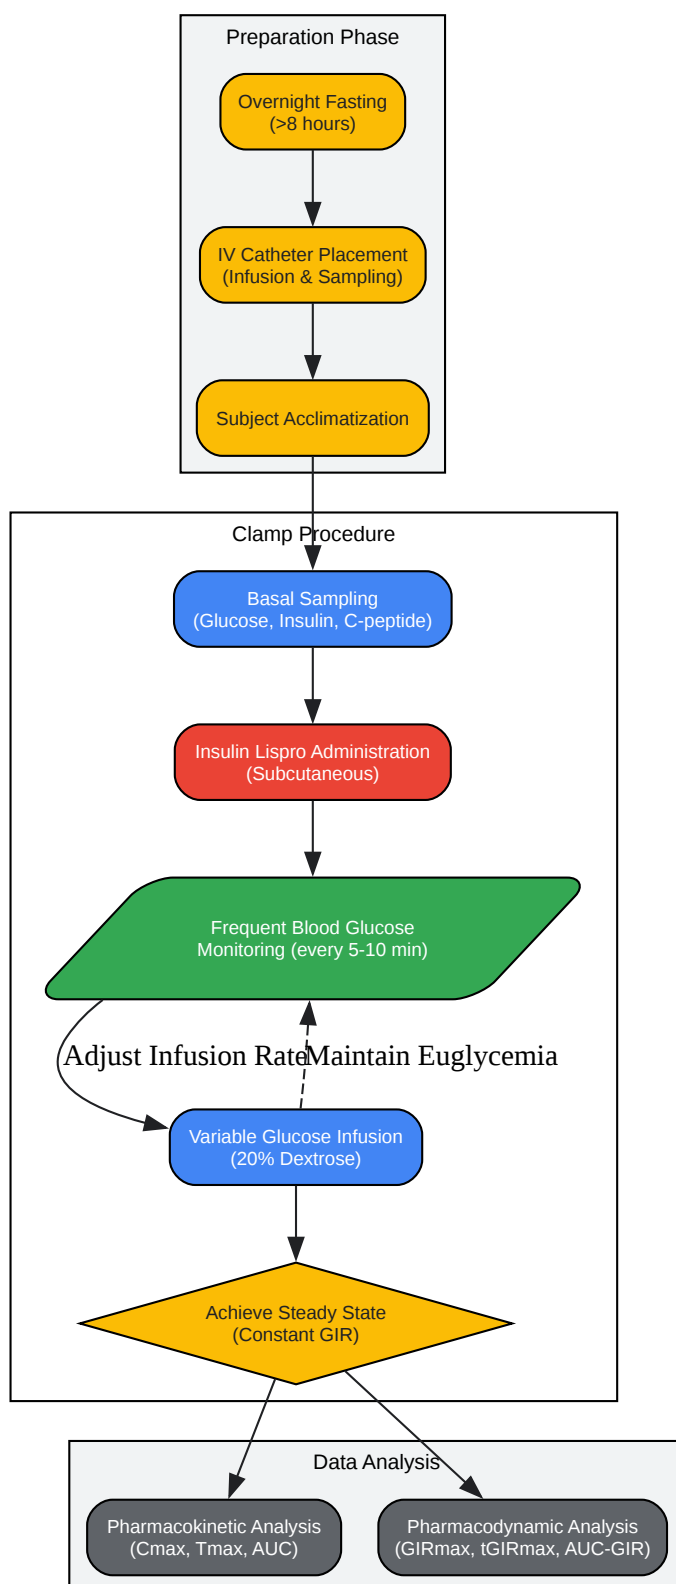 Preparation Phase
Overnight Fasting
(>8 hours)
IV Catheter Placement
(Infusion & Sampling)
Subject Acclimatization
Clamp Procedure
Basal Sampling
(Glucose, Insulin, C-peptide)
Insulin Lispro Administration
(Subcutaneous)
Frequent Blood Glucose
Monitoring (every 5-10 min)
Adjust Infusion Rate
Maintain Euglycemia
Variable Glucose Infusion
(20% Dextrose)
Achieve Steady State
(Constant GIR)
Data Analysis
Pharmacokinetic Analysis
(Cmax, Tmax, AUC)
Pharmacodynamic Analysis
(GIRmax, tGIRmax, AUC-GIR)